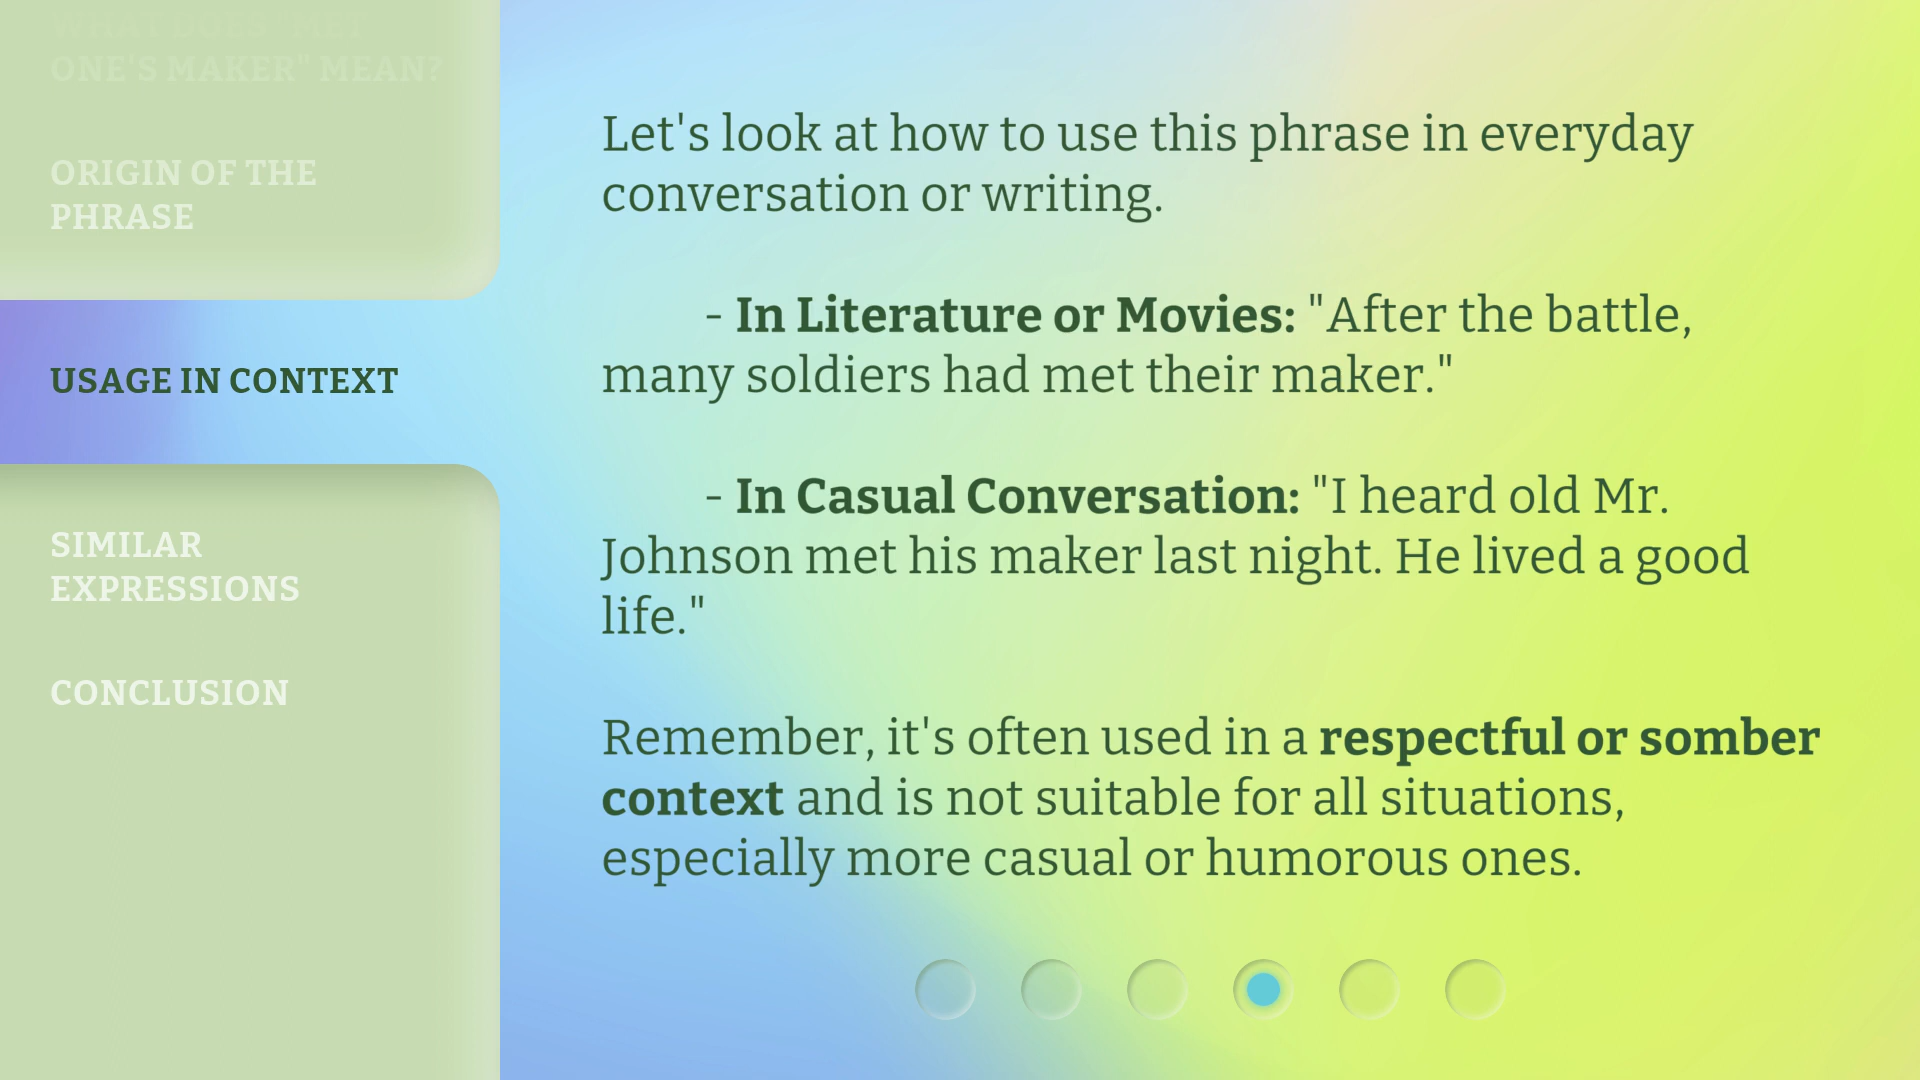 WHAT DOES "MET
ONE'S MAKER" MEAN?
ORIGIN OF THE
PHRASE
USAGE IN CONTEXT
SIMILAR
EXPRESSIONS
CONCLUSION
Let's look at how to use this phrase in everyday
conversation or writing.
- In Literature or Movies: "After the battle,
many soldiers had met their maker."
- In Casual Conversation: "I heard old Mr.
Johnson met his maker last night. He lived a good
life."
Remember, it's often used in a respectful or somber
context and is not suitable for all situations,
especially more casual or humorous ones.